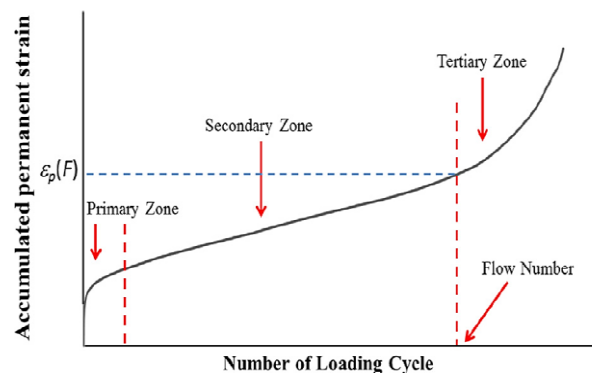 Accumulated permanent strain
Tertiary Zone
Secondary Zone
εp(F)
Primary Zone
Flow Number
Number of Loading Cycle